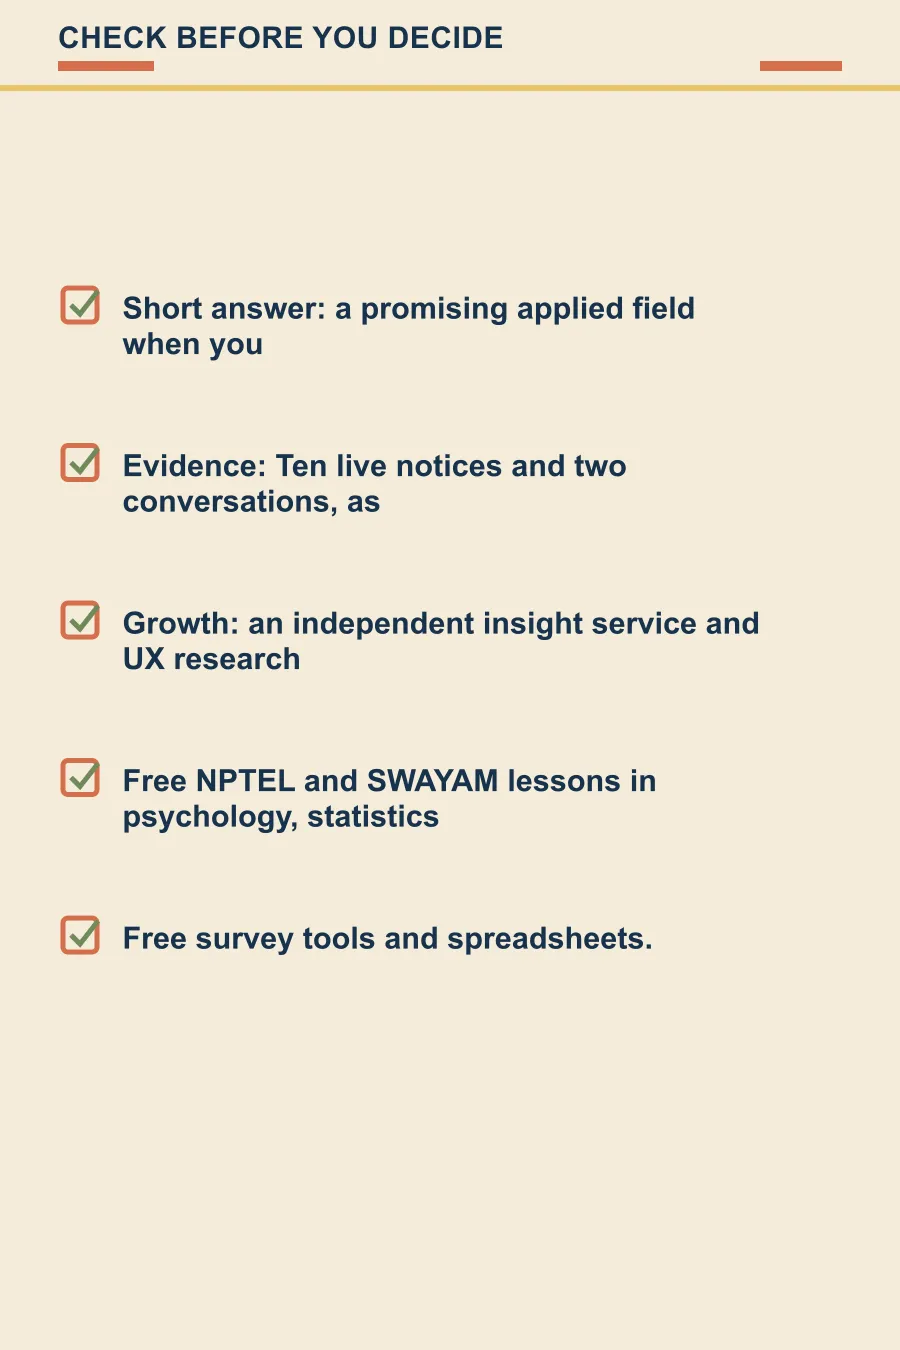 CHECK BEFORE YOU DECIDE
Short answer: a promising applied field
when you
Evidence: Ten live notices and two
conversations, as
Growth: an independent insight service and
UX research
Free NPTEL and SWAYAM lessons in
psychology, statistics
Free survey tools and spreadsheets.